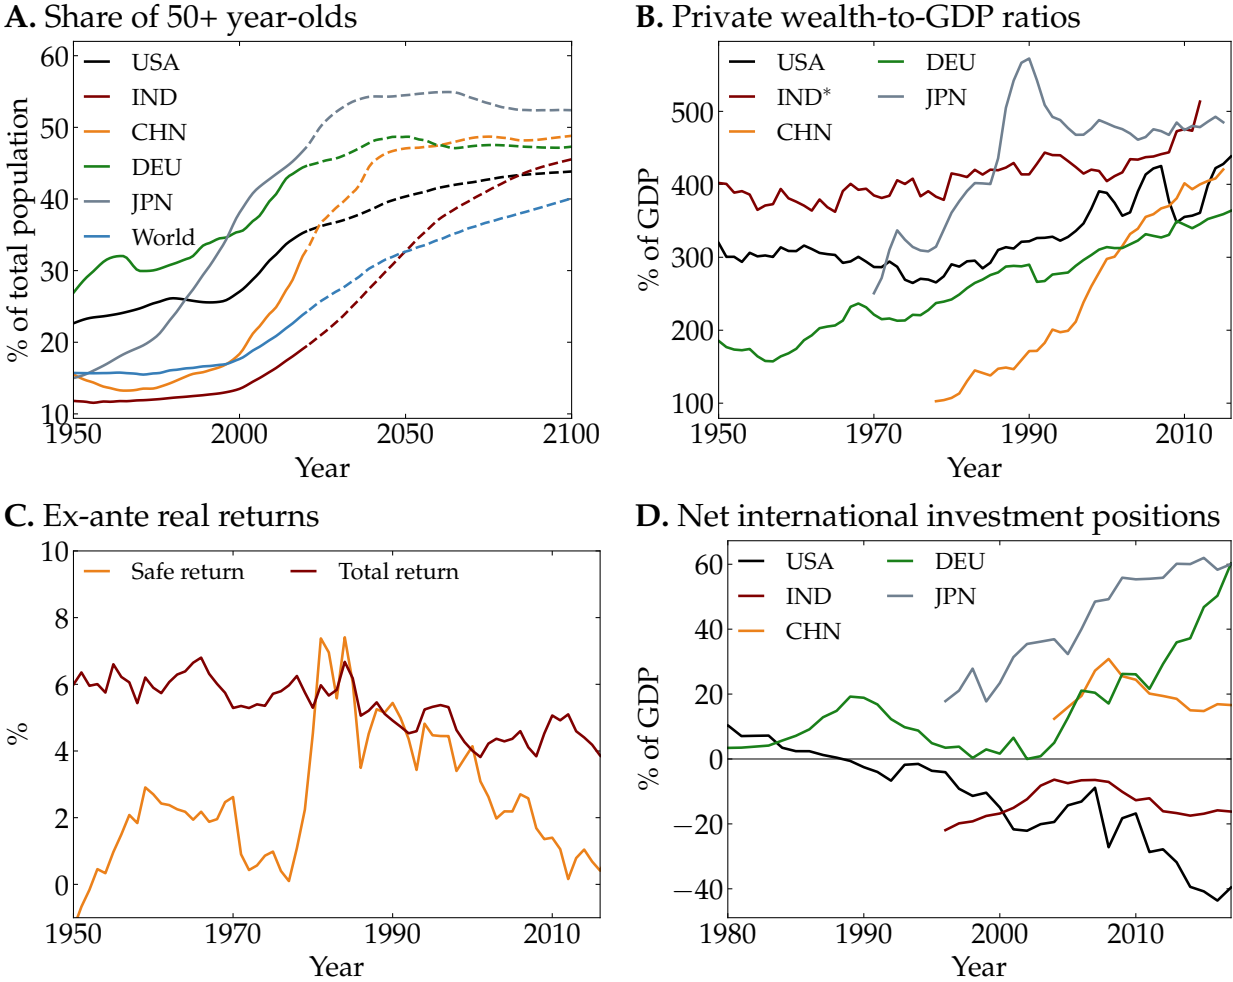 A. Share of 50+ year-olds
60
50
40
30
20
10
% of total population
USA
IND
CHN
DEU
JPN
World
1950
2000
2050
2100
Year
B. Private wealth-to-GDP ratios
500
400
300
200
100
% of GDP
USA
IND*
CHN
DEU
JPN
1950
1970
1990
2010
Year
C. Ex-ante real returns
10
8
6
4
2
0
%
Safe return
Total return
1950
1970
1990
2010
Year
D. Net international investment positions
60
40
20
0
−20
−40
% of GDP
USA
IND
CHN
DEU
JPN
1980
1990
2000
2010
Year